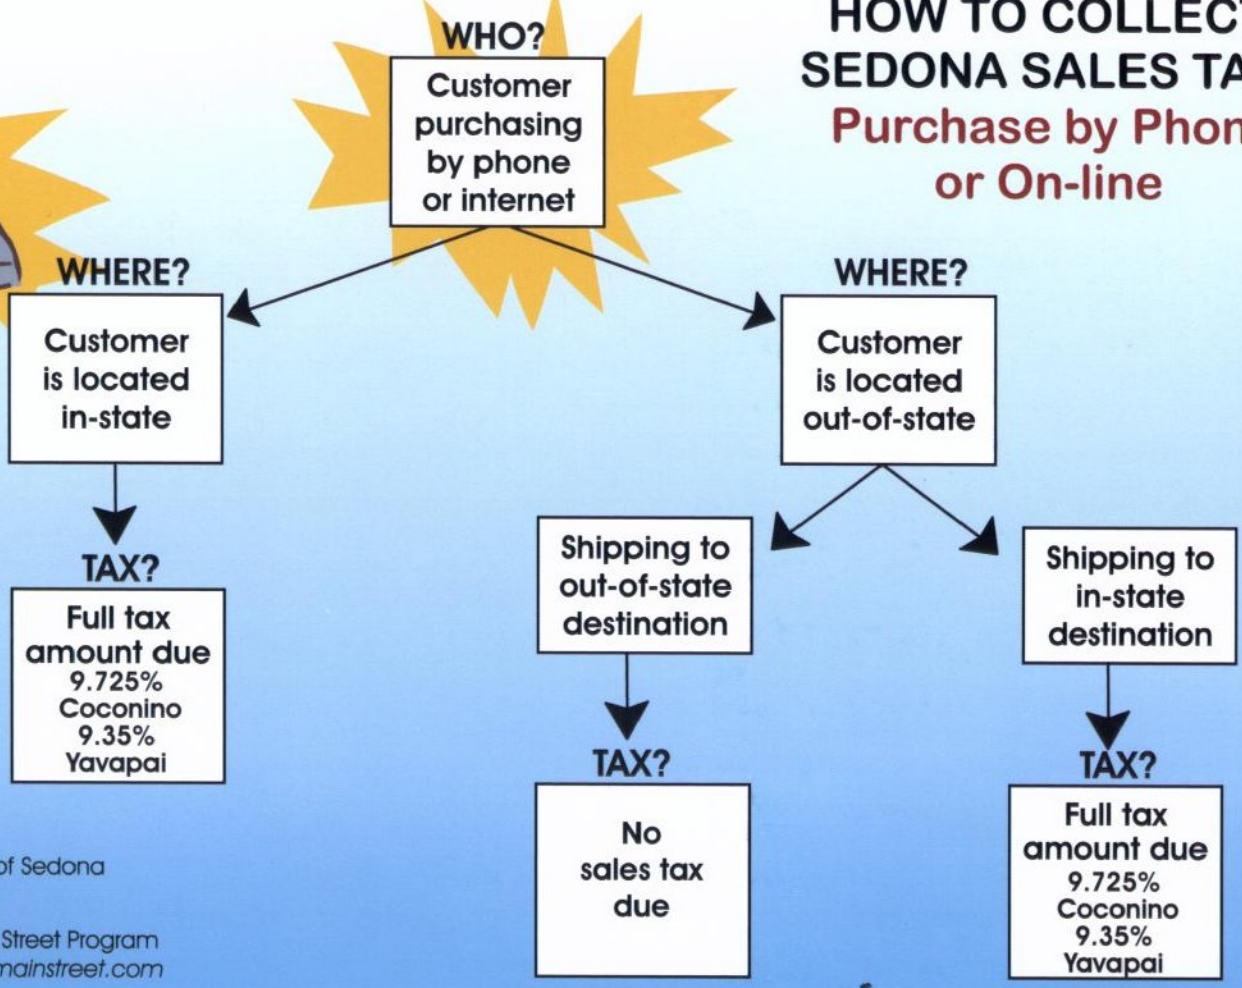 HOW TO COLLECT
SEDONA SALES TA
Purchase by Phon
or On-line
WHO?
Customer
purchasing
by phone
or internet
WHERE?
Customer
is located
in-state
WHERE?
Customer
is located
out-of-state
TAX?
Full tax
amount due
9.725%
Coconino
9.35%
Yavapai
Shipping to
out-of-state
destination
Shipping to
in-state
destination
TAX?
No
sales tax
due
TAX?
Full tax
amount due
9.725%
Coconino
9.35%
Yavapai
of Sedona
Street Program
mainstreet.com